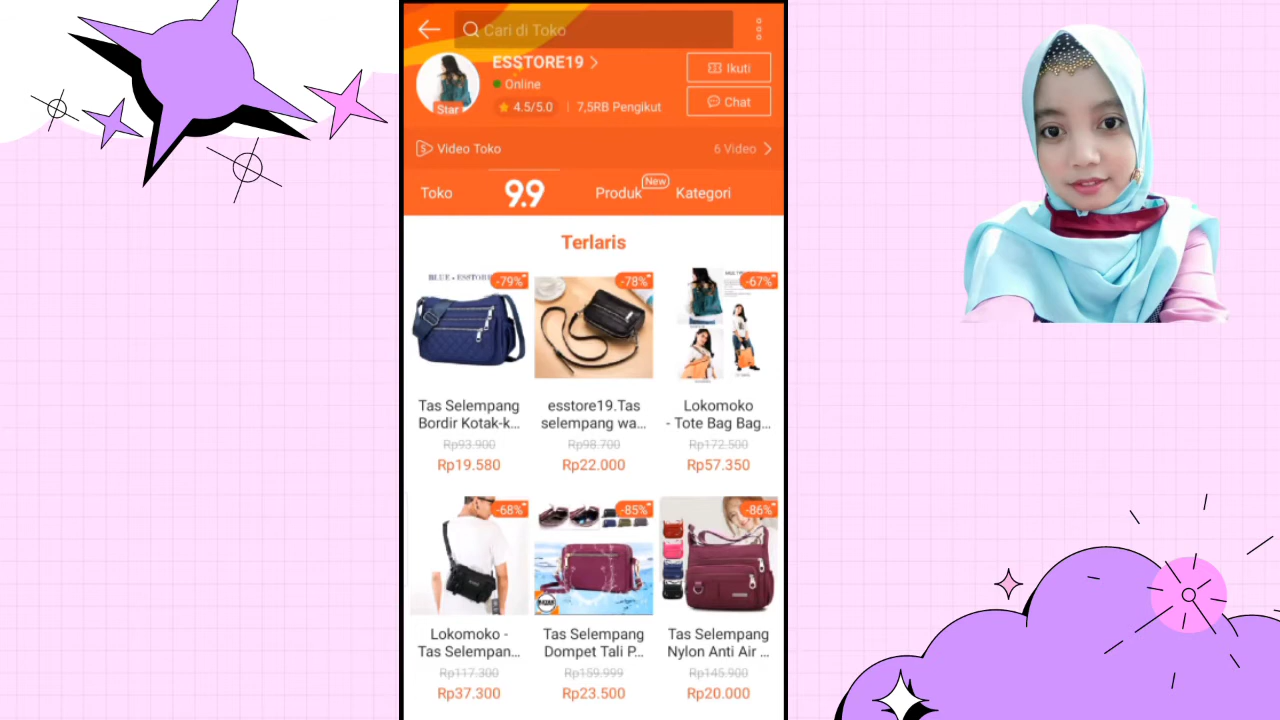 Cari di Toko
ESSTORE19
Online
Star
4.5/5.0 | 7,5RB Pengikut
Ikuti
Chat
Video Toko
6 Video
Toko
9.9
Produk
New
Kategori
Terlaris
-79%
-78%
-67%
Tas Selempang
Bordir Kotak-k...
Rp93.900
Rp19.580
esstore19.Tas
selempang wa...
Rp98.700
Rp22.000
Lokomoko
- Tote Bag Bag...
Rp172.500
Rp57.350
-68%
-85%
-86%
Lokomoko -
Tas Selempan...
Rp117.300
Rp37.300
Tas Selempang
Dompet Tali P...
Rp159.999
Rp23.500
Tas Selempang
Nylon Anti Air ...
Rp145.900
Rp20.000